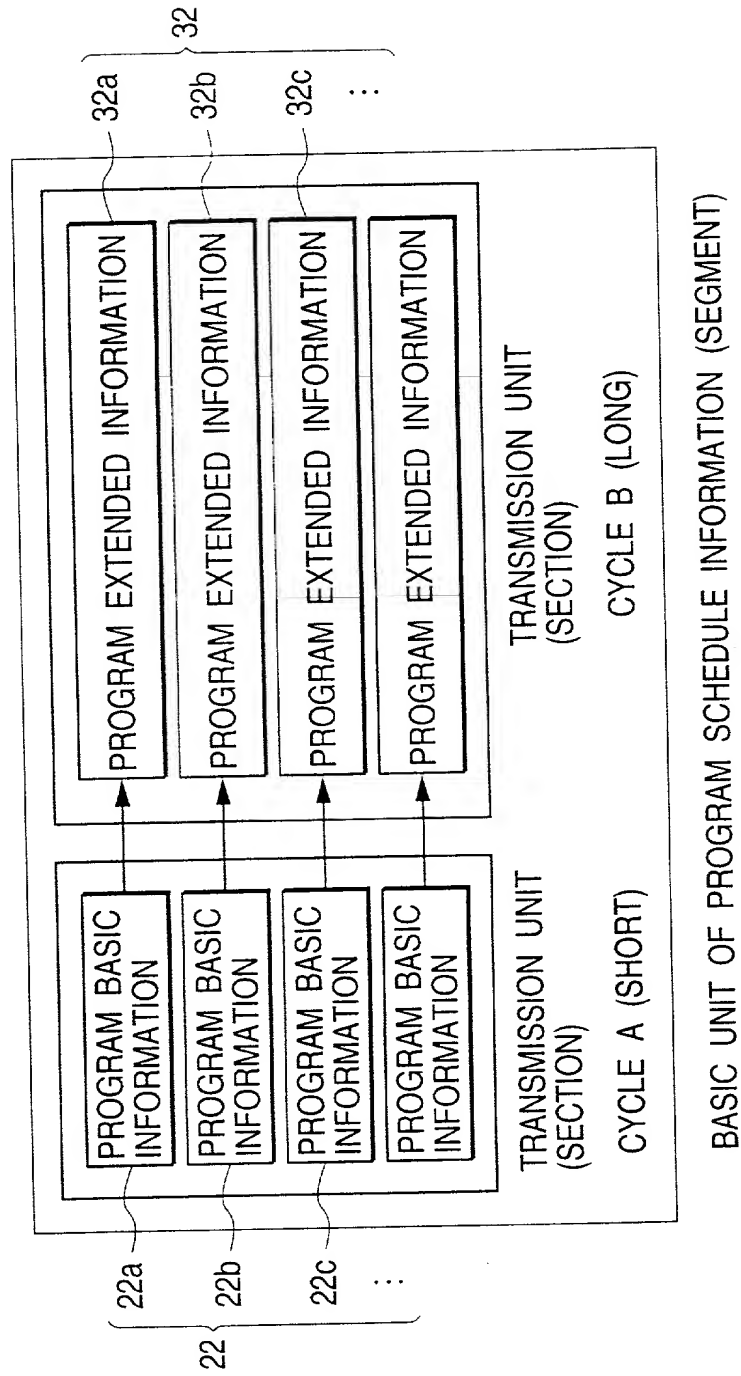 22
22a
22b
22c
⋮
PROGRAM BASIC
INFORMATION
PROGRAM BASIC
INFORMATION
PROGRAM BASIC
INFORMATION
PROGRAM BASIC
INFORMATION
TRANSMISSION UNIT
(SECTION)
CYCLE A (SHORT)
PROGRAM EXTENDED INFORMATION
PROGRAM EXTENDED INFORMATION
PROGRAM EXTENDED INFORMATION
PROGRAM EXTENDED INFORMATION
TRANSMISSION UNIT
(SECTION)
CYCLE B (LONG)
32a
32b
32c
⋮
32
BASIC UNIT OF PROGRAM SCHEDULE INFORMATION (SEGMENT)